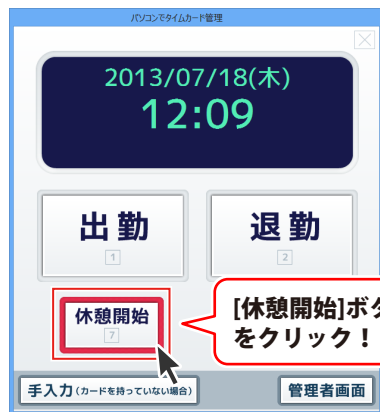 パソコンでタイムカード管理
2013/07/18(木)
12:09
出勤
1
退勤
2
休憩開始
7
[休憩開始]ボタ
をクリック！
手入力(カードを持っていない場合)
管理者画面